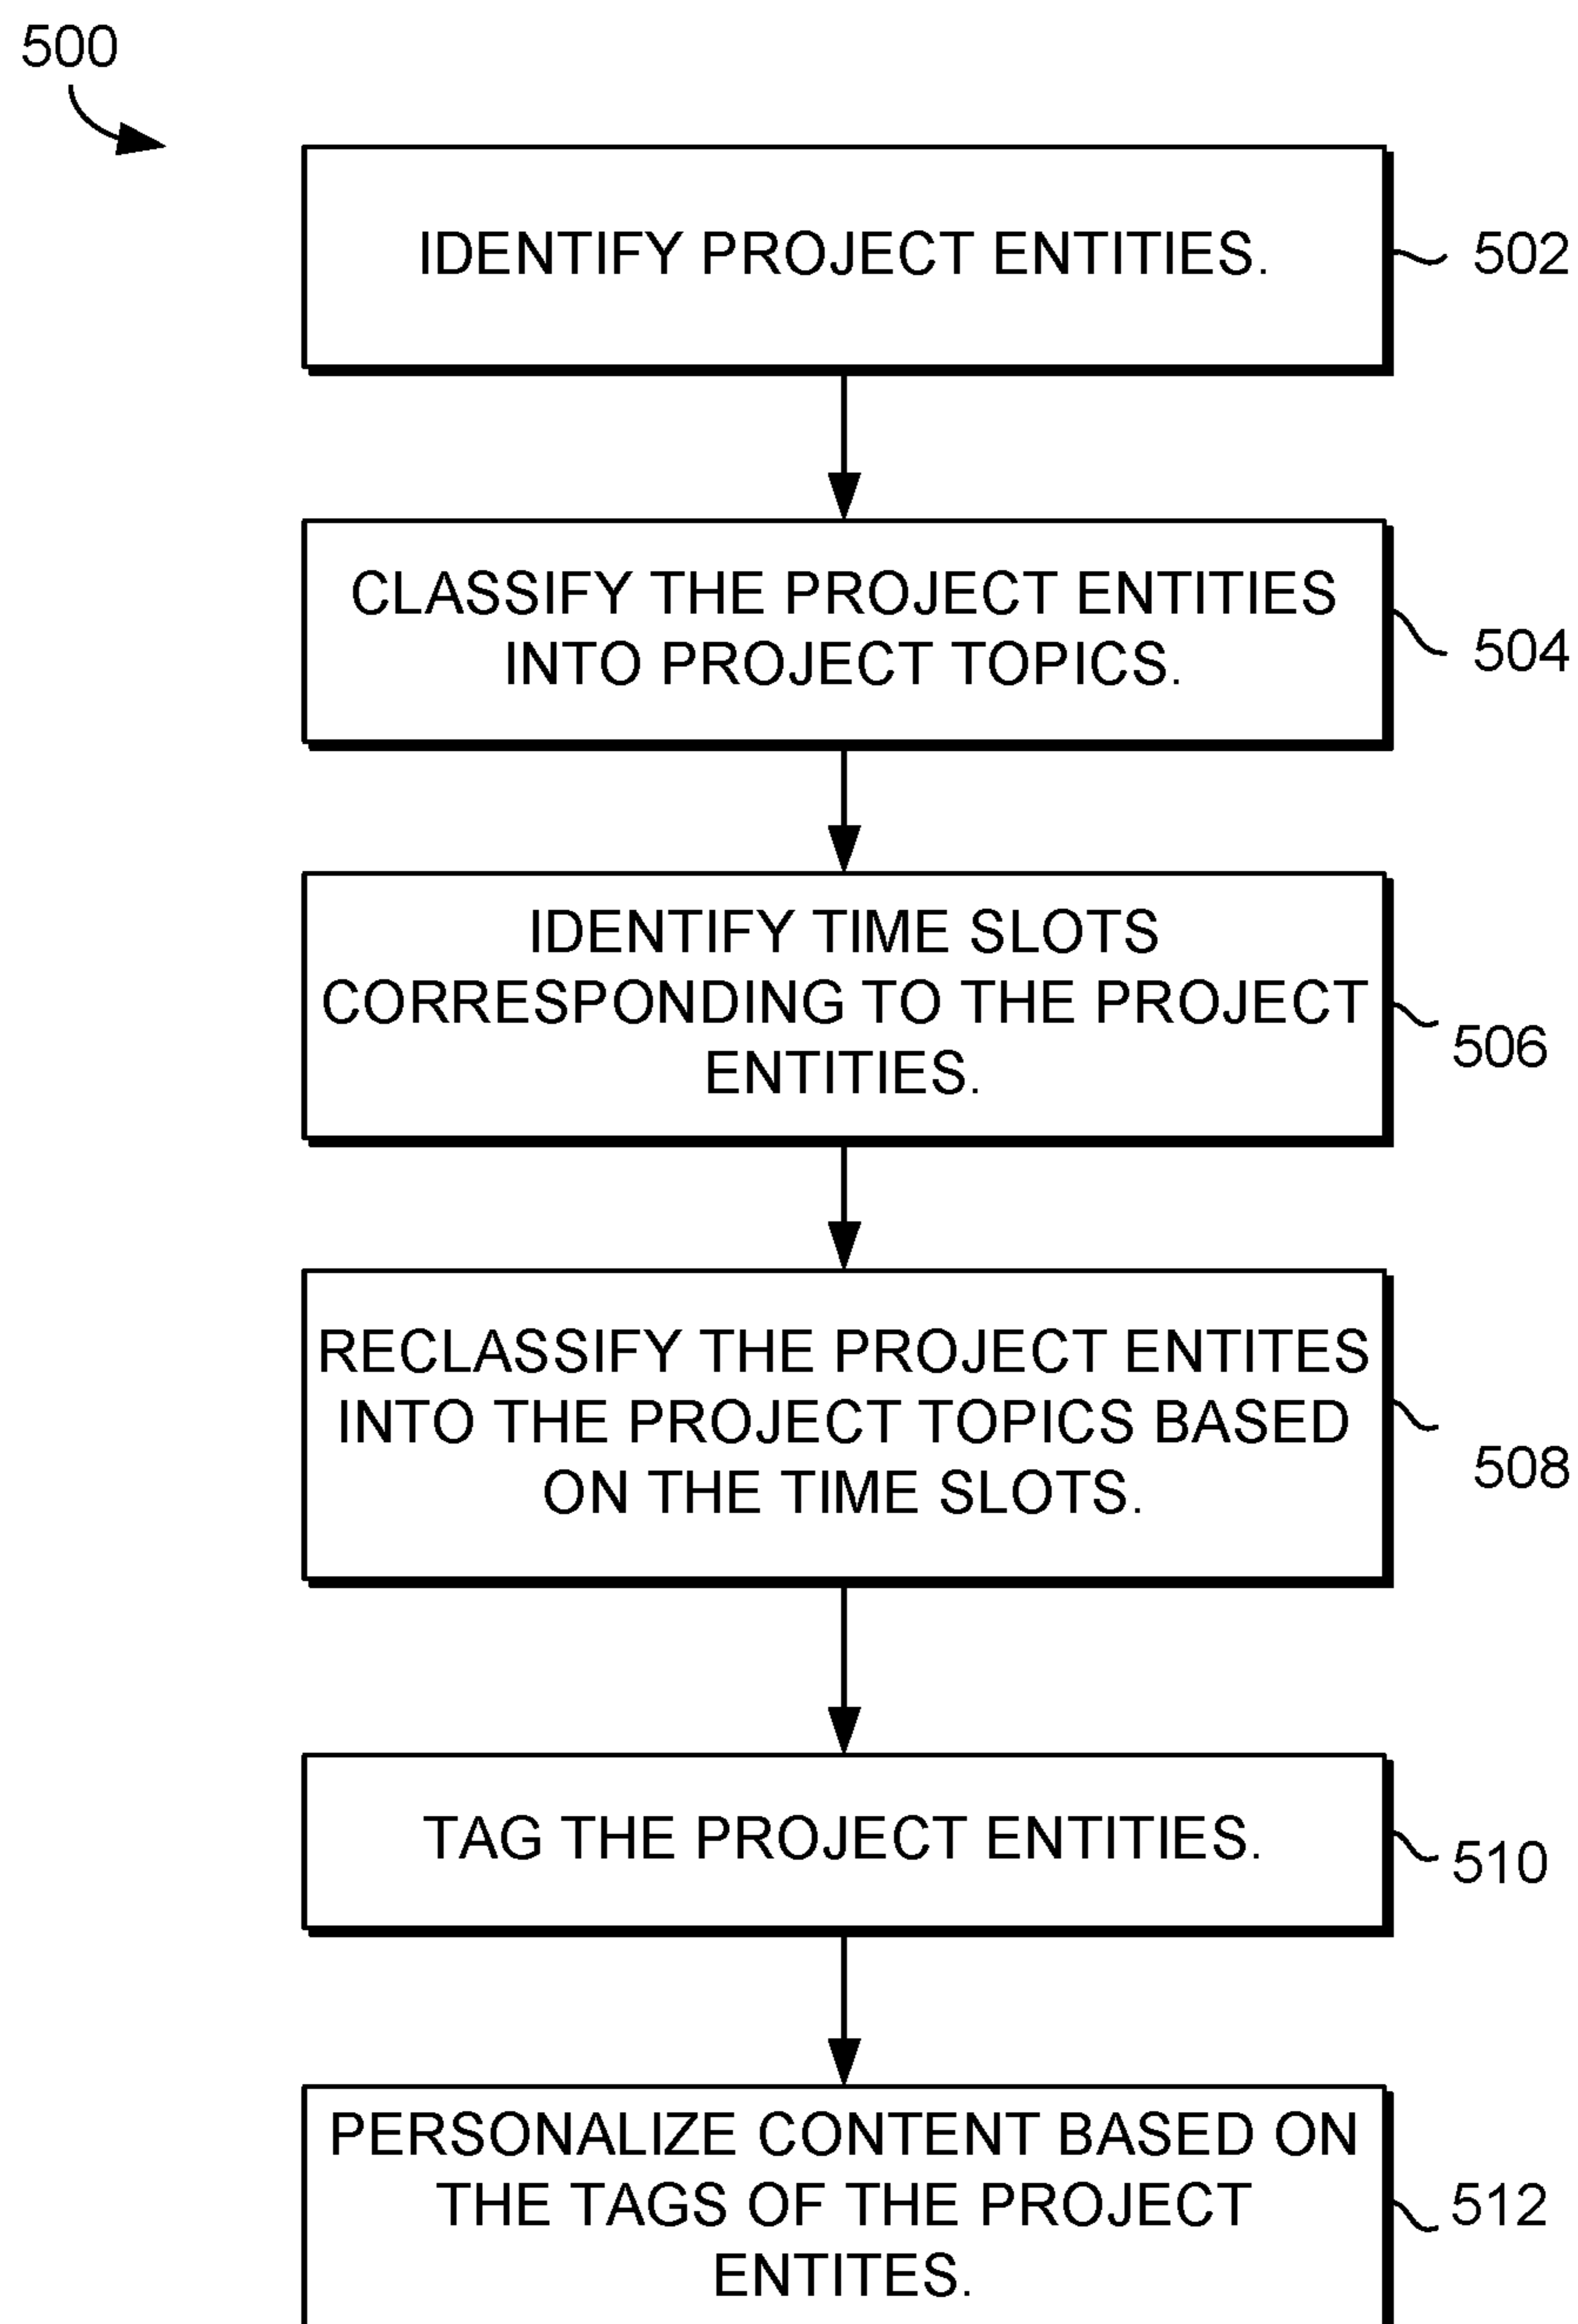 500
IDENTIFY PROJECT ENTITIES.
502
CLASSIFY THE PROJECT ENTITIES
INTO PROJECT TOPICS.
504
IDENTIFY TIME SLOTS
CORRESPONDING TO THE PROJECT
ENTITIES.
506
RECLASSIFY THE PROJECT ENTITES
INTO THE PROJECT TOPICS BASED
ON THE TIME SLOTS.
508
TAG THE PROJECT ENTITIES.
510
PERSONALIZE CONTENT BASED ON
THE TAGS OF THE PROJECT
ENTITES.
512